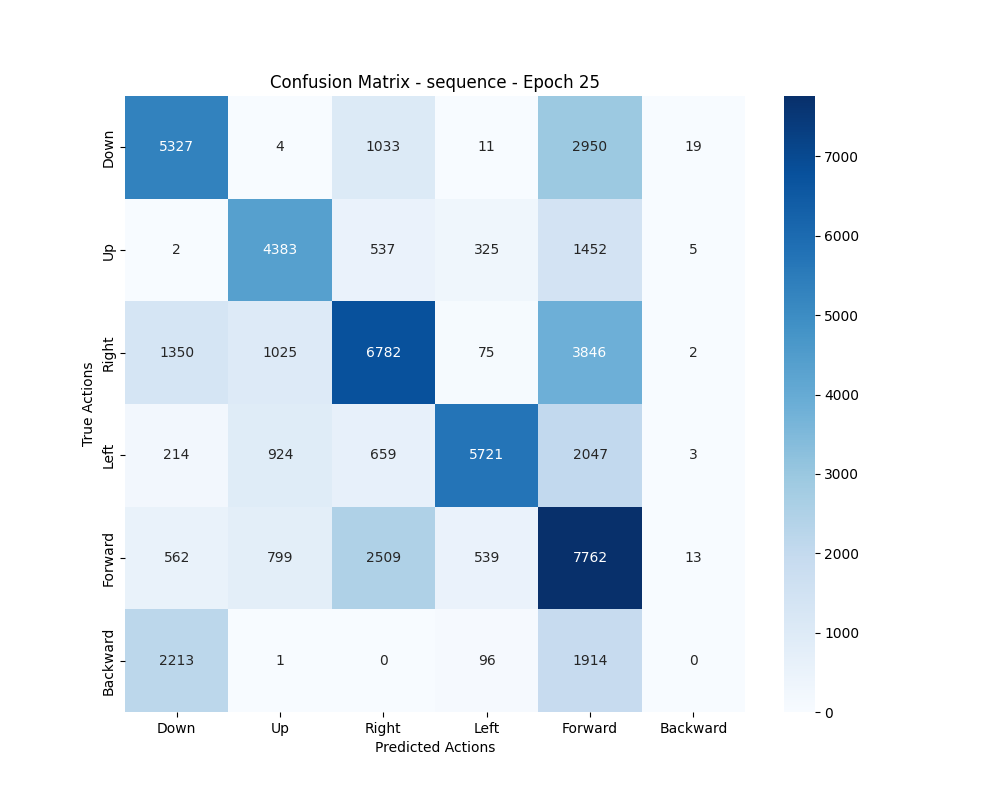 Confusion Matrix - sequence - Epoch 25
True Actions
Down 5327 4 1033 11 2950 19
Up 2 4383 537 325 1452 5
Right 1350 1025 6782 75 3846 2
Left 214 924 659 5721 2047 3
Forward 562 799 2509 539 7762 13
Backward 2213 1 0 96 1914 0
Down Up Right Left Forward Backward
Predicted Actions
7000
6000
5000
4000
3000
2000
1000
0